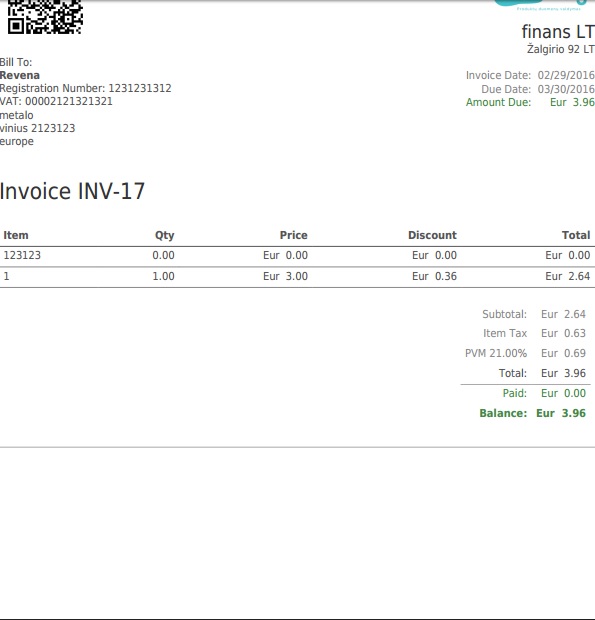 finans LT
Žalgirio 92 LT
Bill To:
Revena
Registration Number: 1231231312
VAT: 00002121321321
metalo
vinius 2123123
europe
Invoice Date: 02/29/2016
Due Date: 03/30/2016
Amount Due: Eur 3.96
Invoice INV-17
Item Qty Price Discount Total
123123 0.00 Eur 0.00 Eur 0.00 Eur 0.00
1 1.00 Eur 3.00 Eur 0.36 Eur 2.64
Subtotal: Eur 2.64
Item Tax Eur 0.63
PVM 21.00% Eur 0.69
Total: Eur 3.96
Paid: Eur 0.00
Balance: Eur 3.96